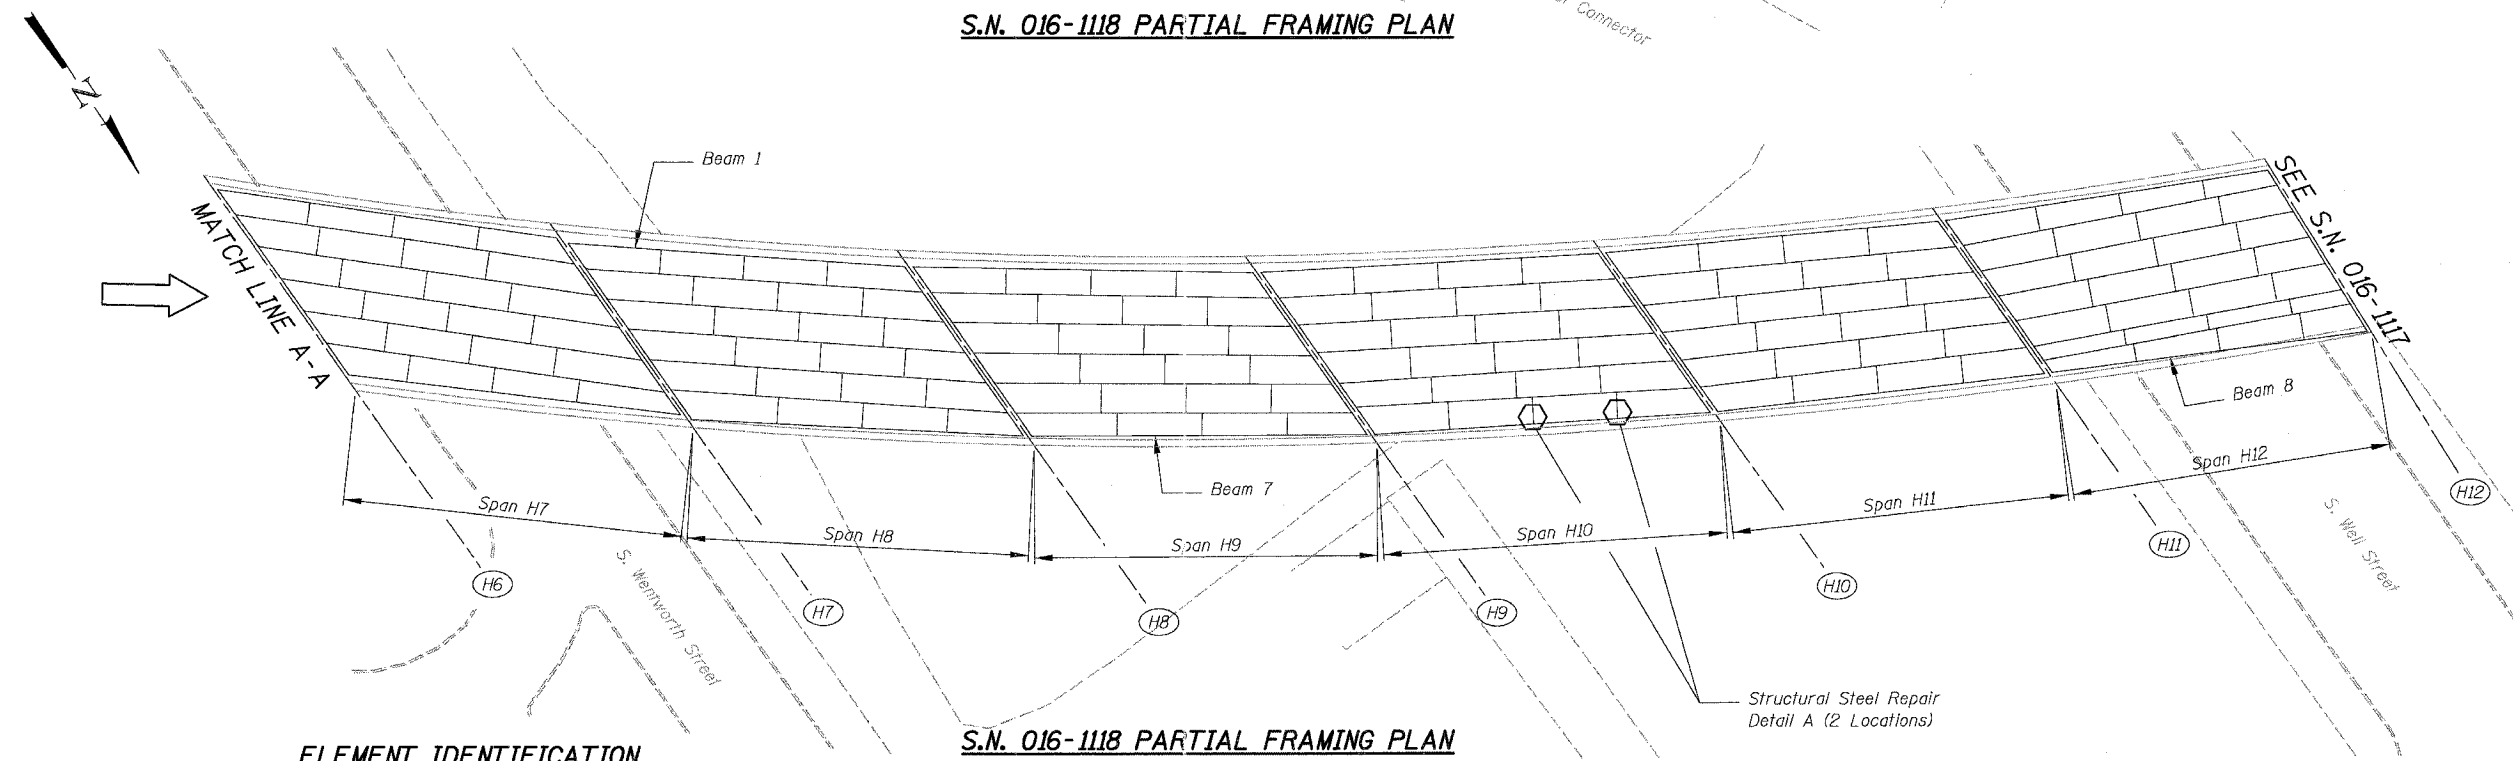 S.N. 016-1118 PARTIAL FRAMING PLAN
Connector
N
Beam 1
MATCH LINE A-A
SEE S.N. 016-1117
Beam 8
Beam 7
Span H7
Span H8
Span H9
Span H10
Span H11
Span H12
H6
H7
H8
H9
H10
H11
H12
S. Wentworth Street
S. Well Street
Structural Steel Repair
Detail A (2 Locations)
S.N. 016-1118 PARTIAL FRAMING PLAN
ELEMENT IDENTIFICATION